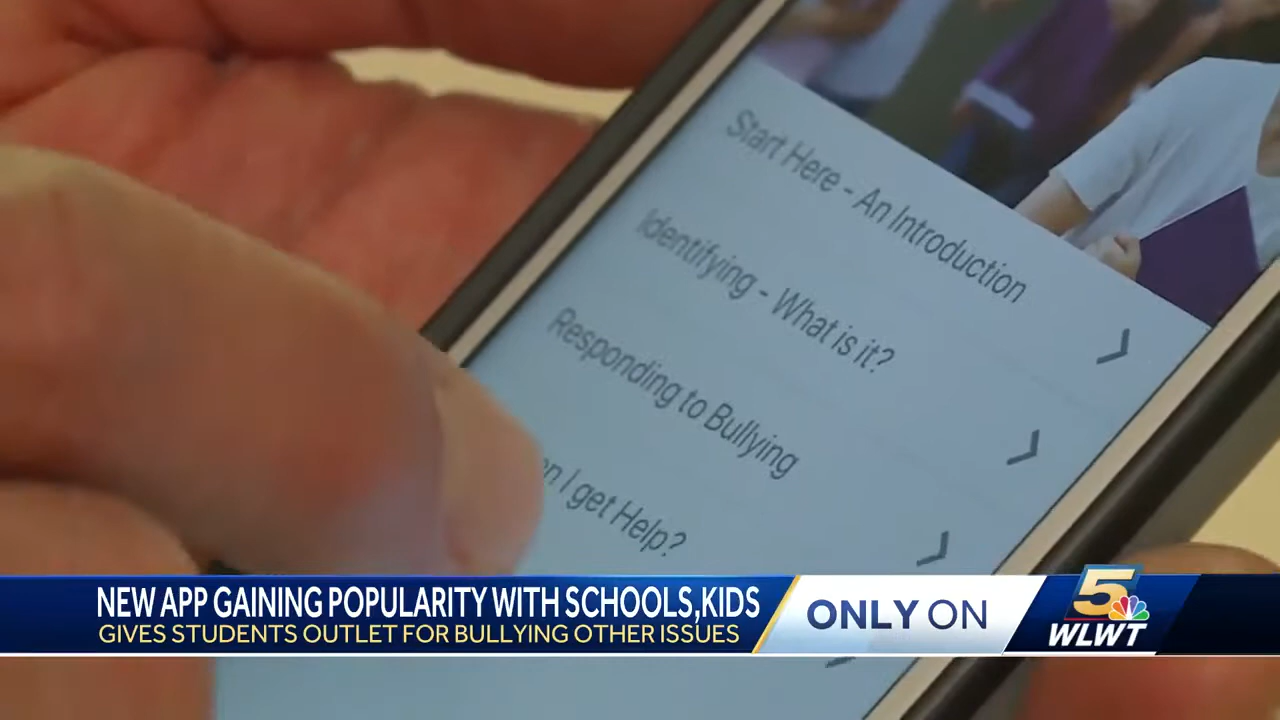 Start Here - An Introduction
Identifying - What is it?
Responding to Bullying
I get Help?
NEW APP GAINING POPULARITY WITH SCHOOLS,KIDS
GIVES STUDENTS OUTLET FOR BULLYING OTHER ISSUES
ONLY ON
5
WLWT